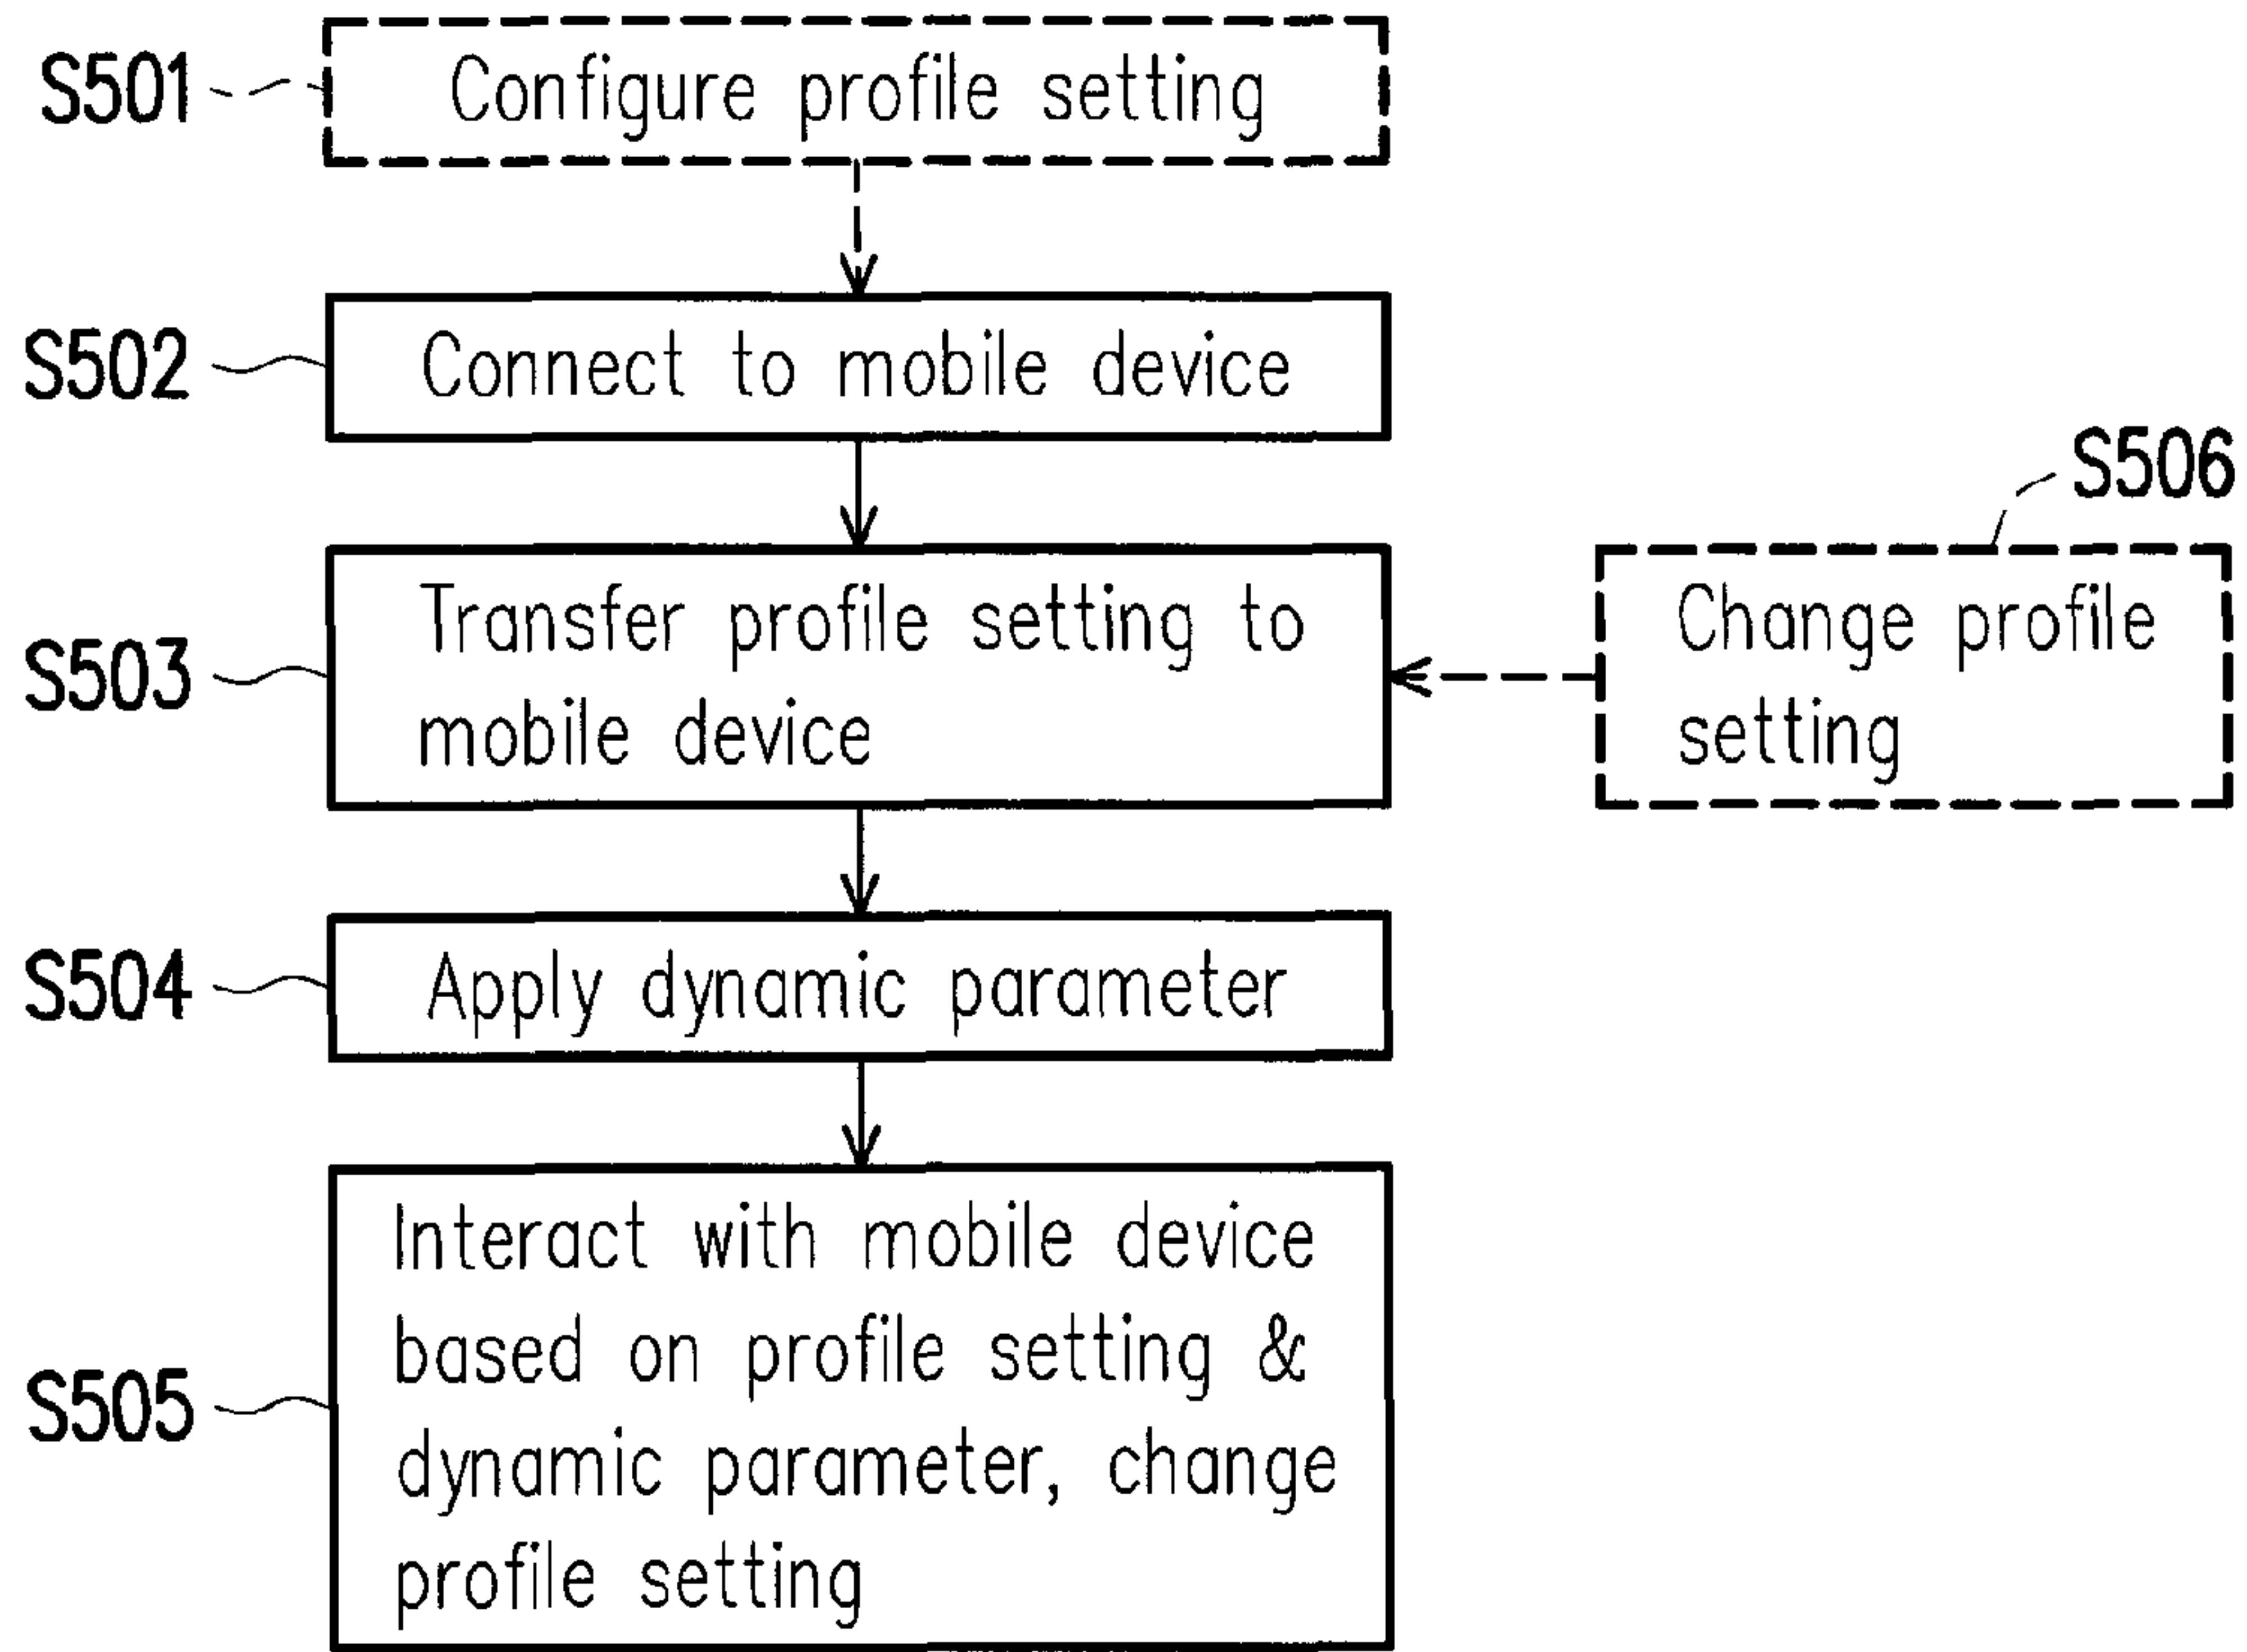 S501
Configure profile setting
S502
Connect to mobile device
S506
S503
Transfer profile setting to
mobile device
Change profile
setting
S504
Apply dynamic parameter
S505
Interact with mobile device
based on profile setting &
dynamic parameter, change
profile setting